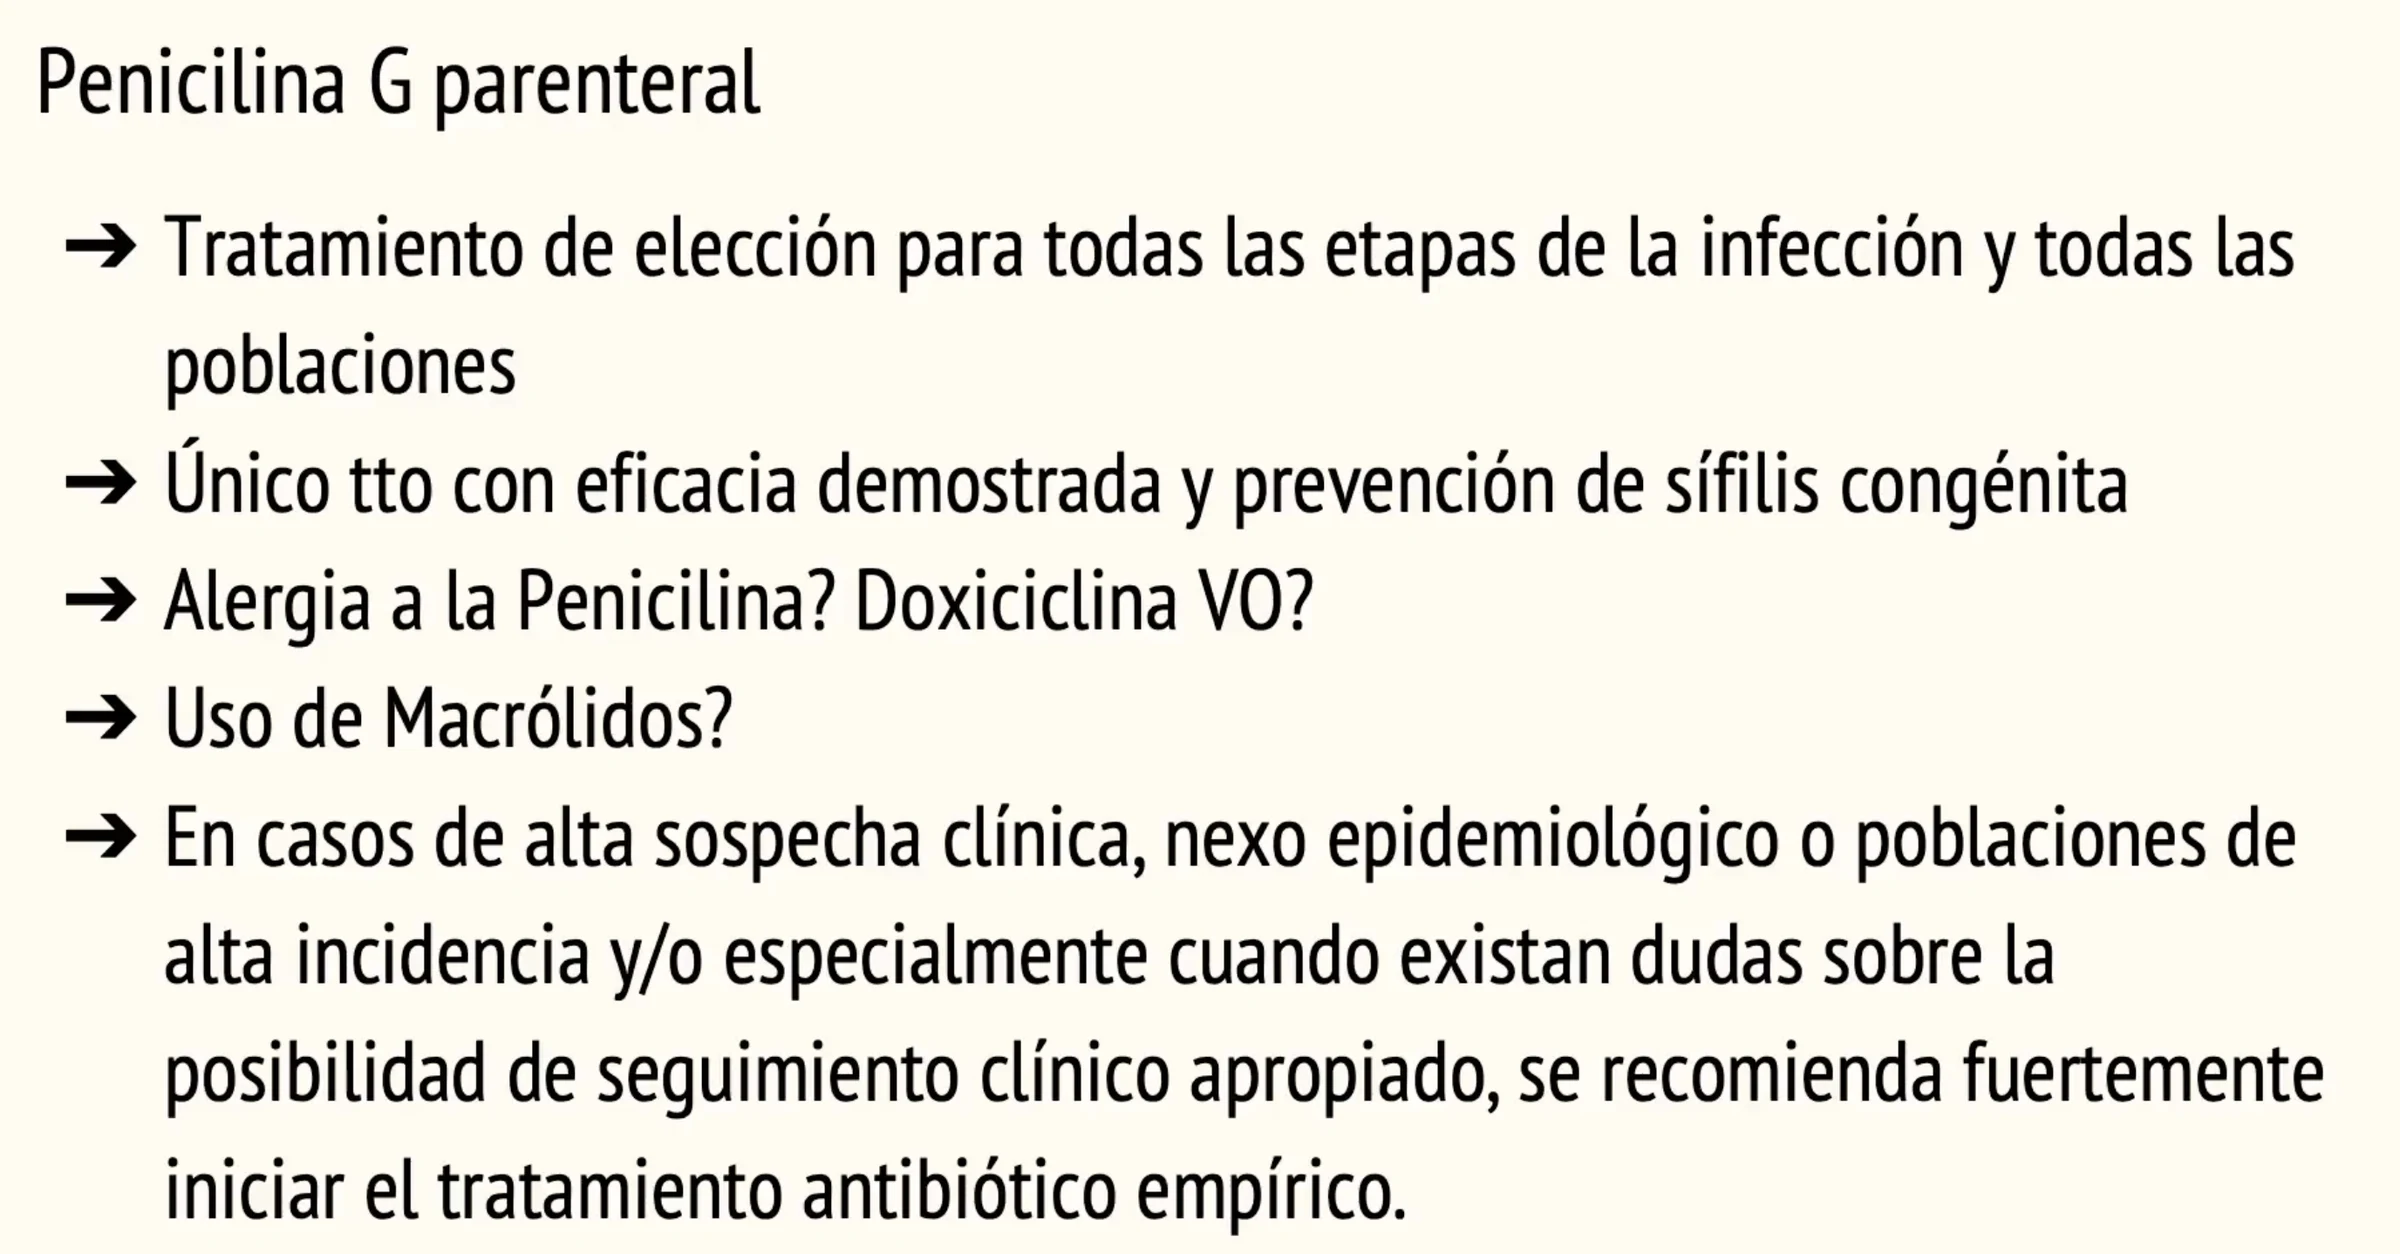 Penicilina G parenteral
➔ Tratamiento de elección para todas las etapas de la infección y todas las
poblaciones
➔ Único tto con eficacia demostrada y prevención de sífilis congénita
➔ Alergia a la Penicilina? Doxiciclina VO?
➔ Uso de Macrólidos?
➔ En casos de alta sospecha clínica, nexo epidemiológico o poblaciones de
alta incidencia y/o especialmente cuando existan dudas sobre la
posibilidad de seguimiento clínico apropiado, se recomienda fuertemente
iniciar el tratamiento antibiótico empírico.